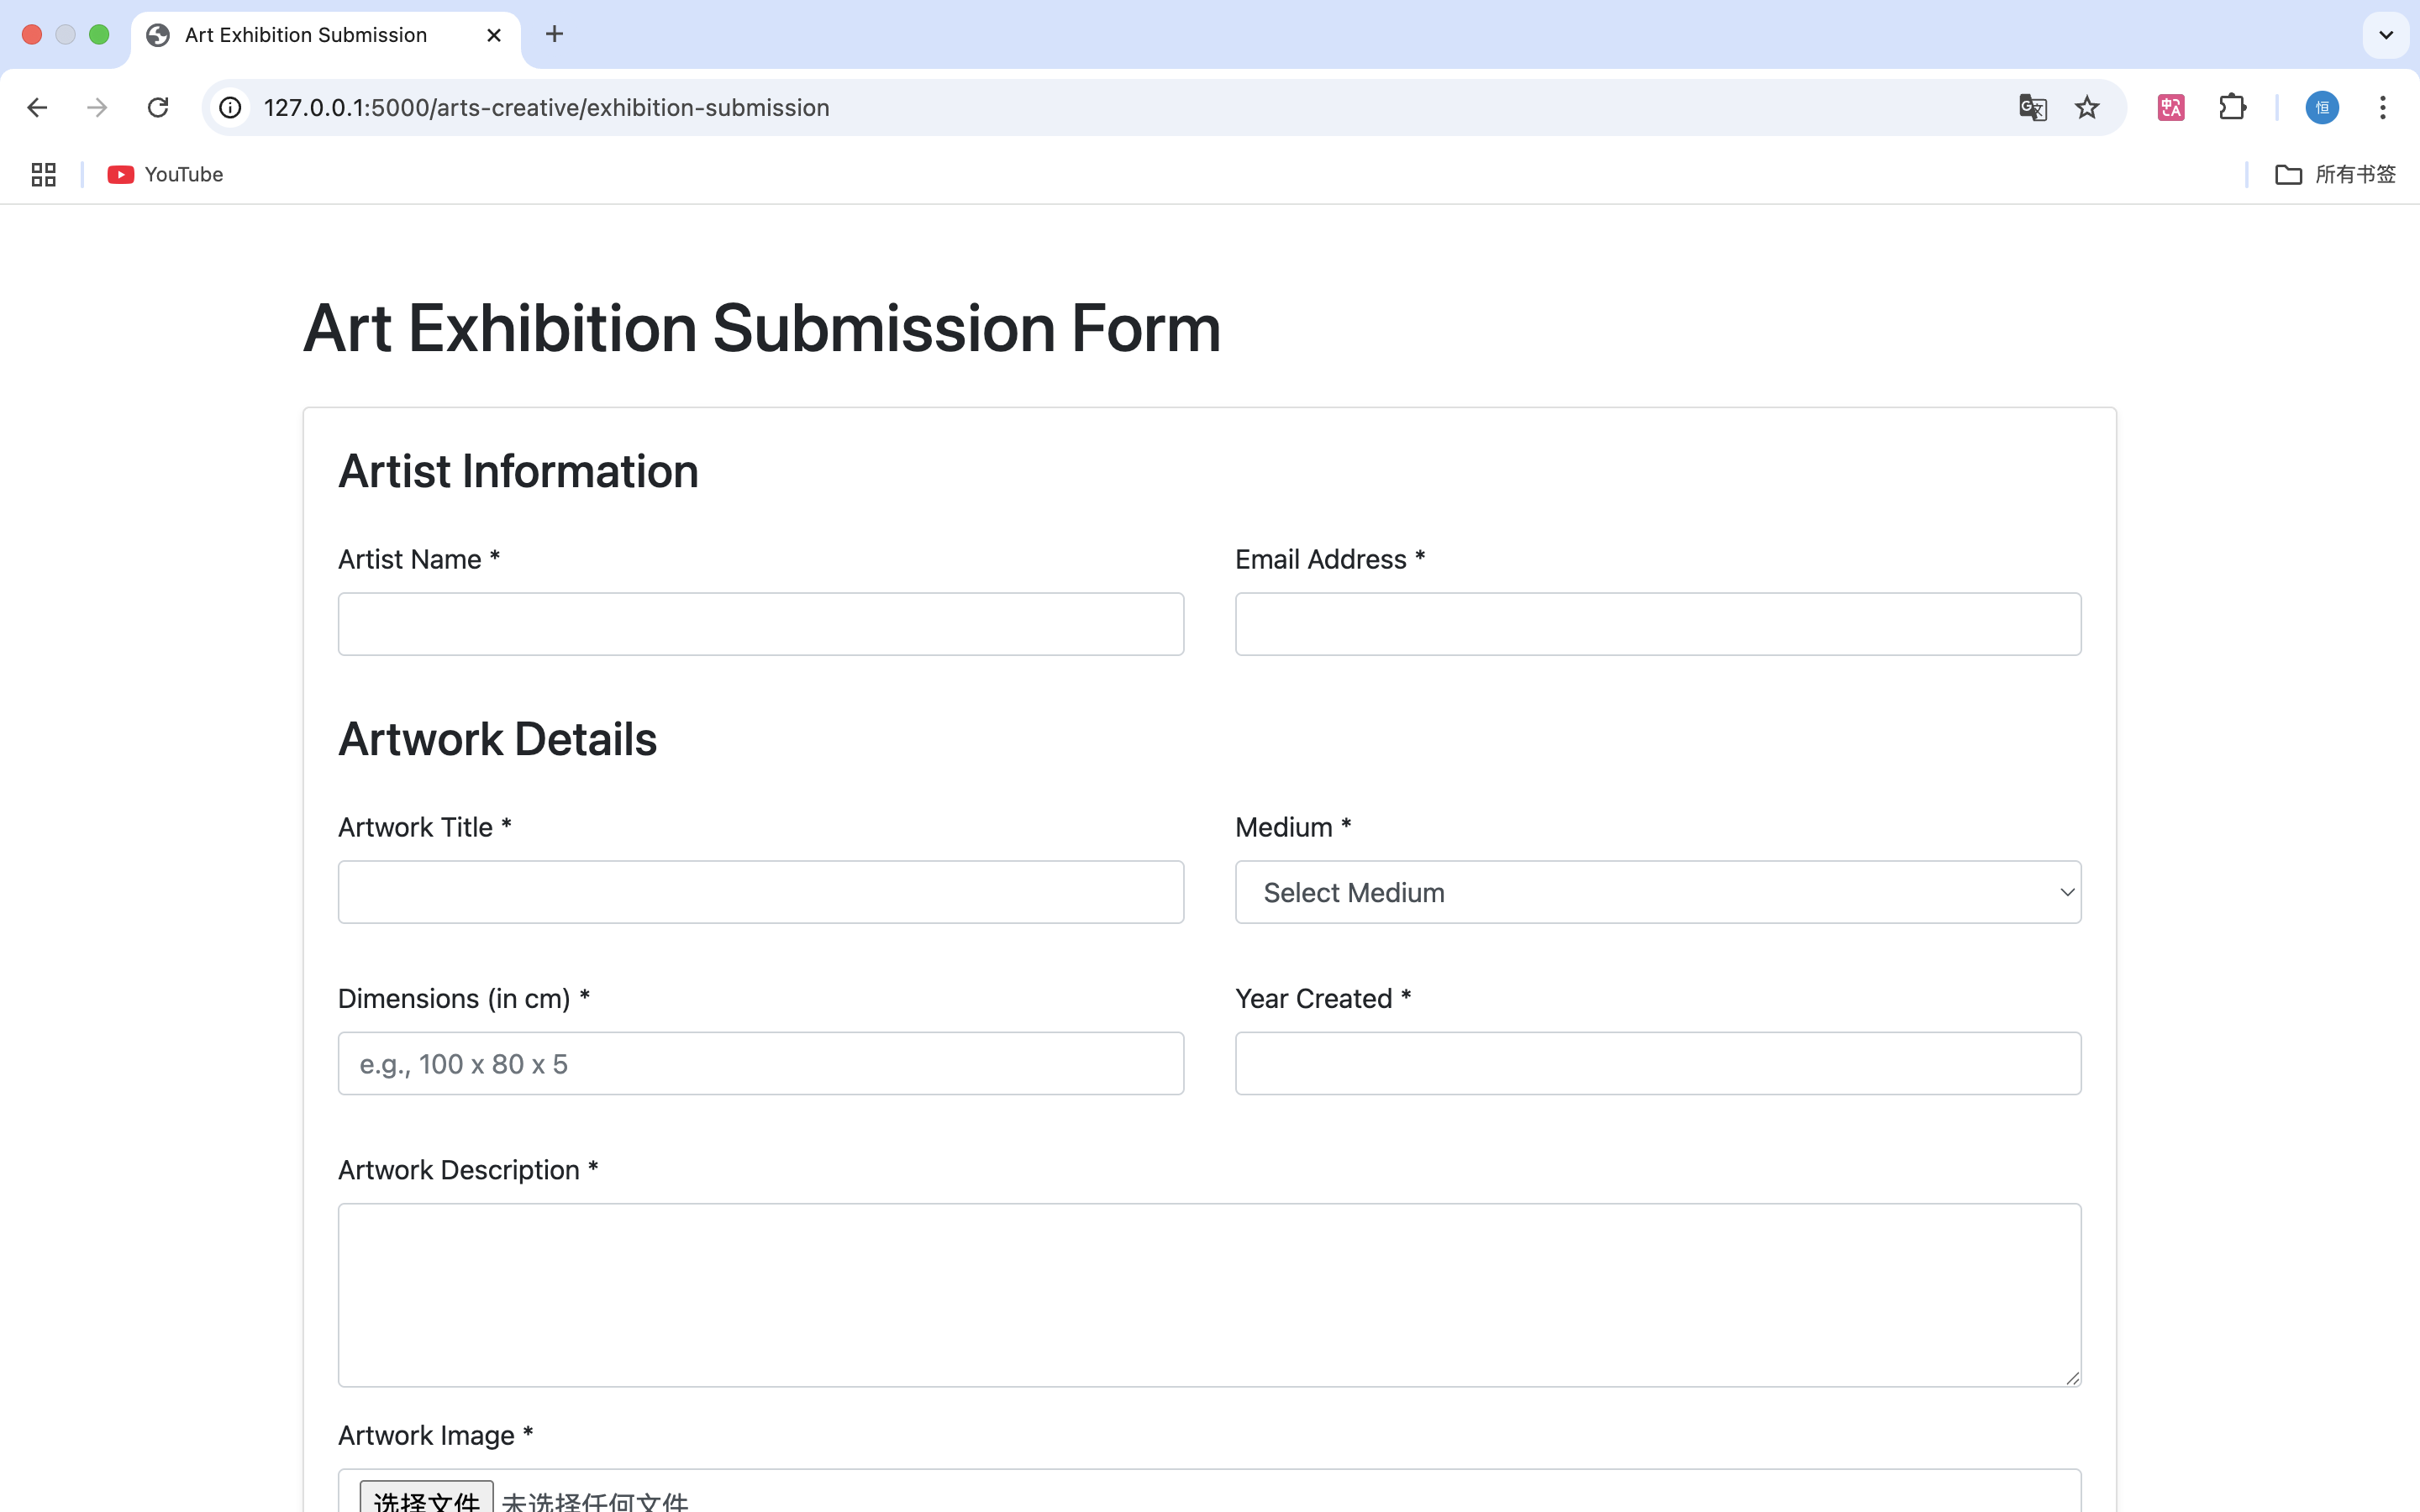 Art Exhibition Submission
127.0.0.1:5000/arts-creative/exhibition-submission
恒
YouTube
所有书签
Art Exhibition Submission Form
Artist Information
Artist Name * Email Address *
Artwork Details
Artwork Title * Medium *
Select Medium
Dimensions (in cm) * Year Created *
e.g., 100 x 80 x 5
Artwork Description *
Artwork Image *
选择文件 未选择任何文件